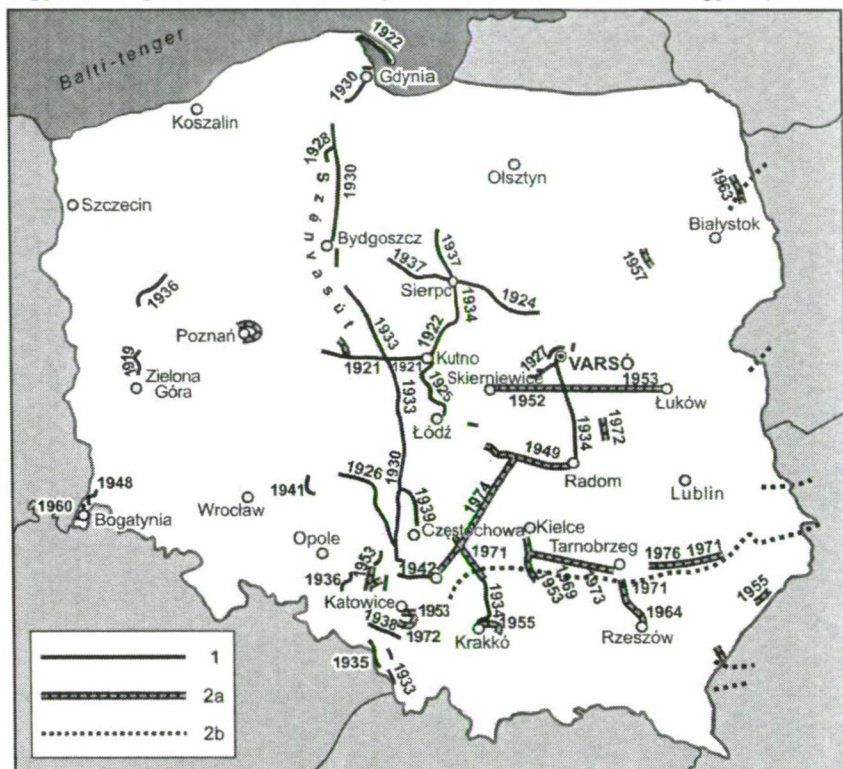 1922
Balti-tenger
Gdynia
1930
Koszalin
1928
1930
Szénvasút
Olsztyn
1963
Szczecin
Białystok
Bydgoszcz
1957
1937
1937
Sierpc
1936
1934
1924
Poznań
1933
1922
1919
1921
1921
Kutno
1927
VARSÓ
Zielona
Góra
1933
1925
Skierniewice
1953
1952
Łuków
Łódź
1934
1972
1949
Radom
1948
1926
1930
1974
Lublin
1960
Bogatynia
Wrocław
1941
1939
Częstochowa
Kielce
Opole
1953
1942
1971
Tarnobrzeg
1976
1971
1936
1953
1969
1973
1971
1955
Katowice
1953
1934
1955
1964
1938
1972
Krakkó
Rzeszów
1935
1933
1
2a
2b